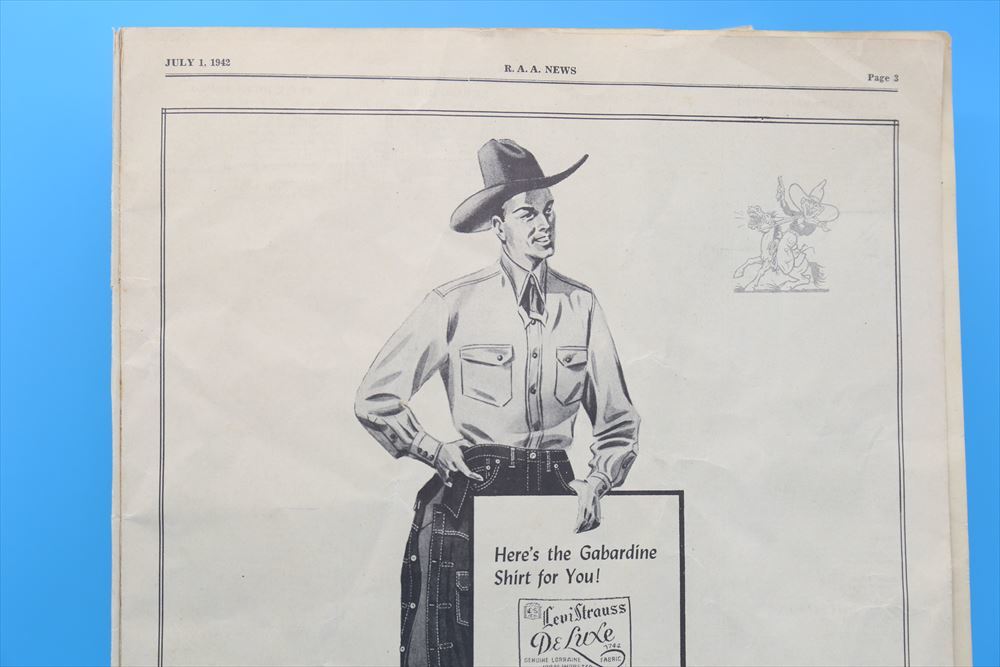 JULY 1, 1942
R. A. A. NEWS
Page 3
Here's the Gabardine
Shirt for You!
Levi Strauss
De Luxe
GENUINE LORRAINE FABRIC